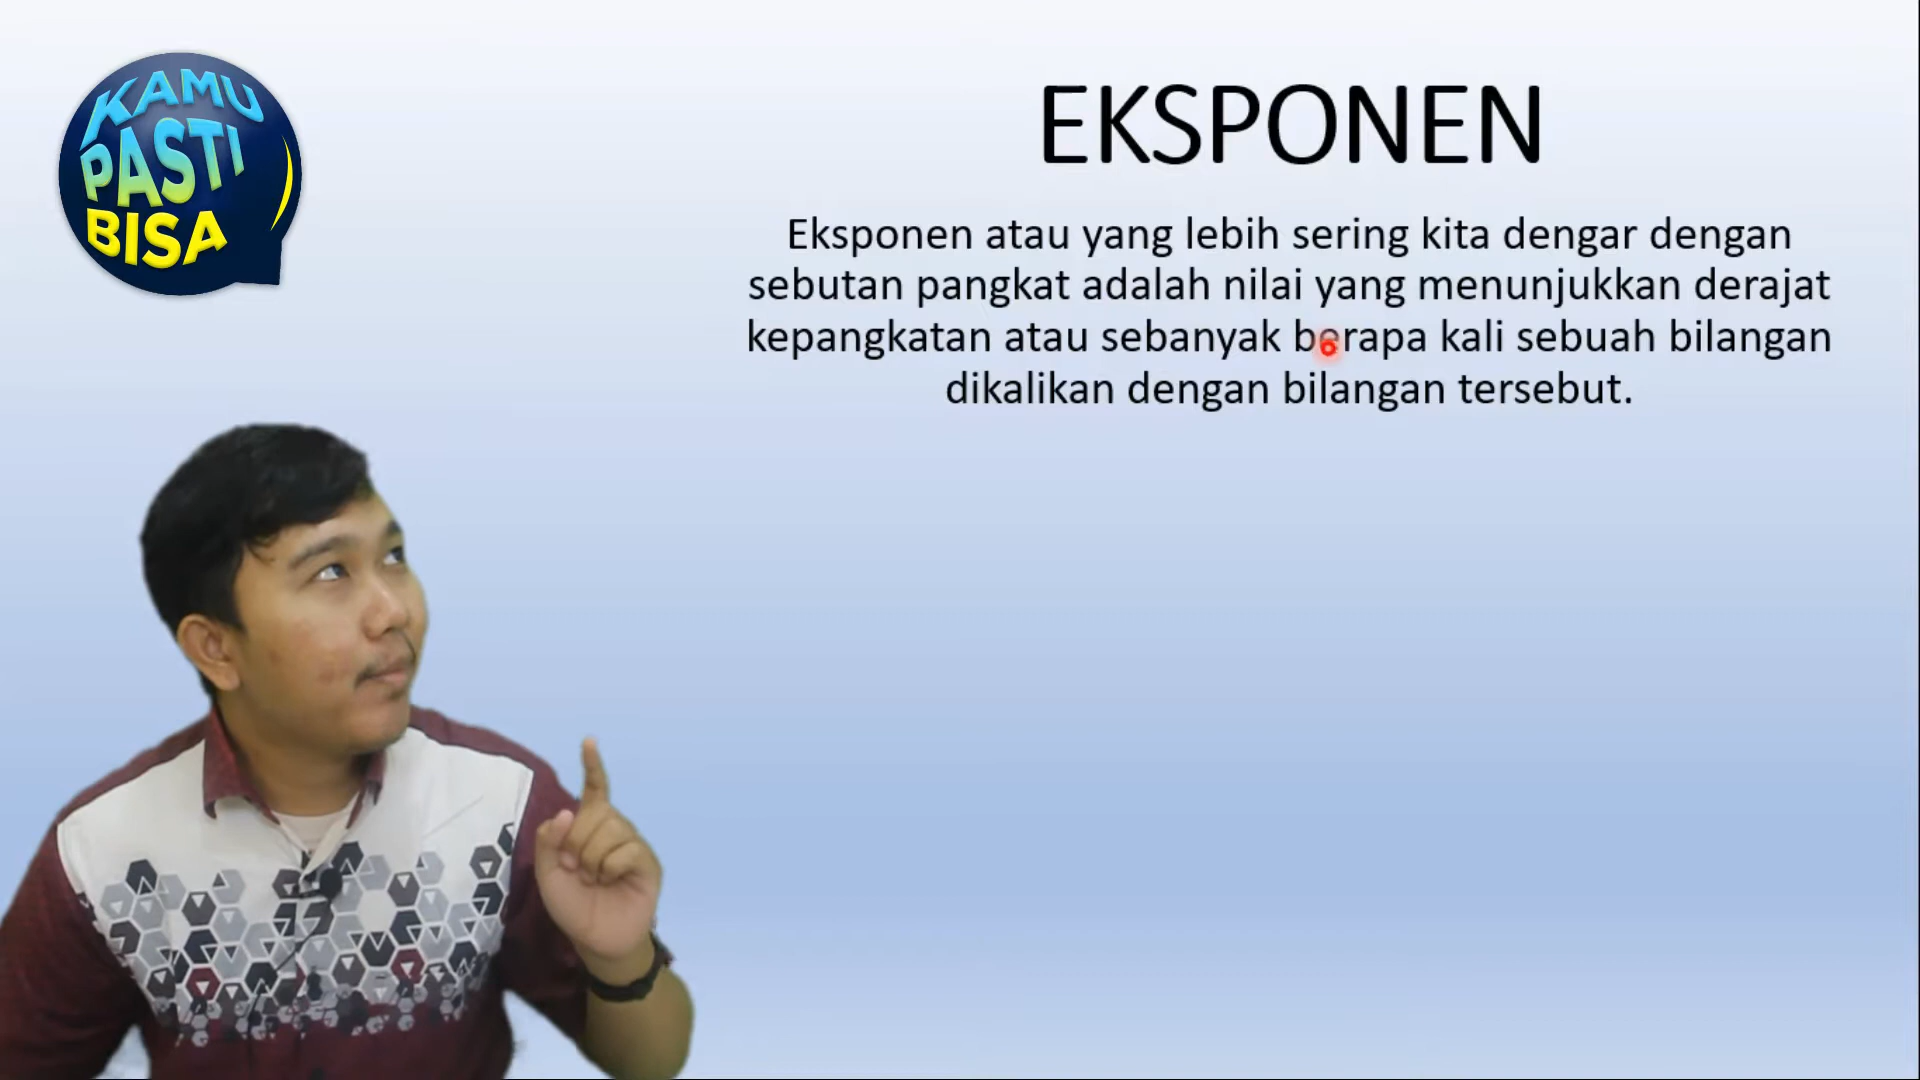 KAMU
PASTI
BISA
EKSPONEN
Eksponen atau yang lebih sering kita dengar dengan
sebutan pangkat adalah nilai yang menunjukkan derajat
kepangkatan atau sebanyak berapa kali sebuah bilangan
dikalikan dengan bilangan tersebut.